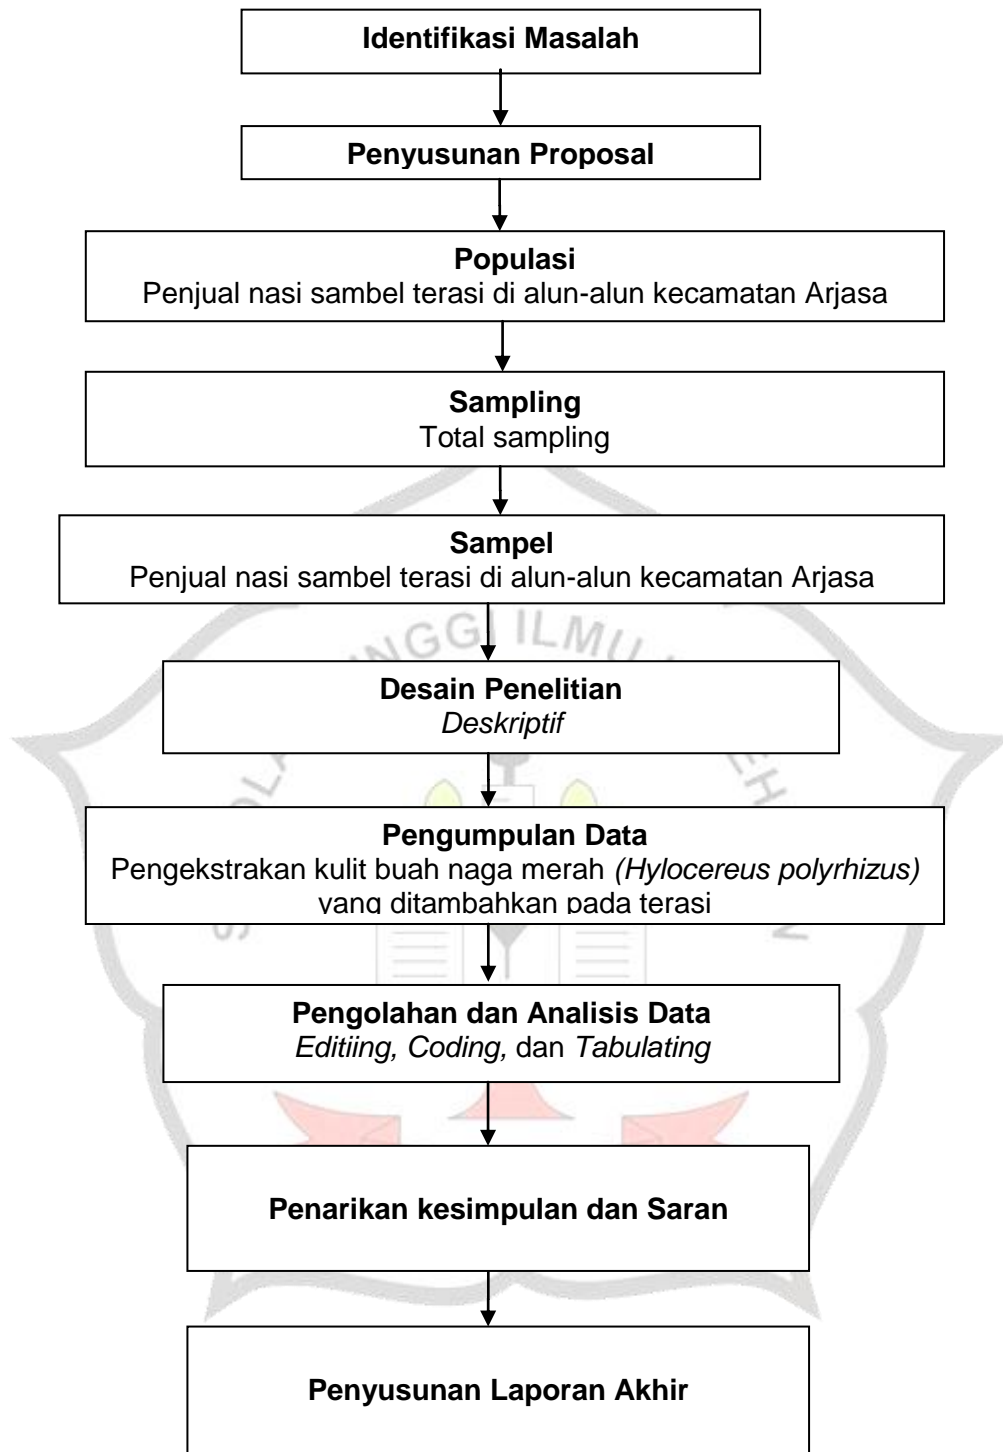 Identifikasi Masalah
Penyusunan Proposal
Populasi
Penjual nasi sambel terasi di alun-alun kecamatan Arjasa
Sampling
Total sampling
Sampel
Penjual nasi sambel terasi di alun-alun kecamatan Arjasa
GGI ILMU
Desain Penelitian
Deskriptif
Pengumpulan Data
Pengekstrakan kulit buah naga merah (Hylocereus polyrhizus)
yang ditambahkan pada terasi
Pengolahan dan Analisis Data
Editiing, Coding, dan Tabulating
Penarikan kesimpulan dan Saran
Penyusunan Laporan Akhir